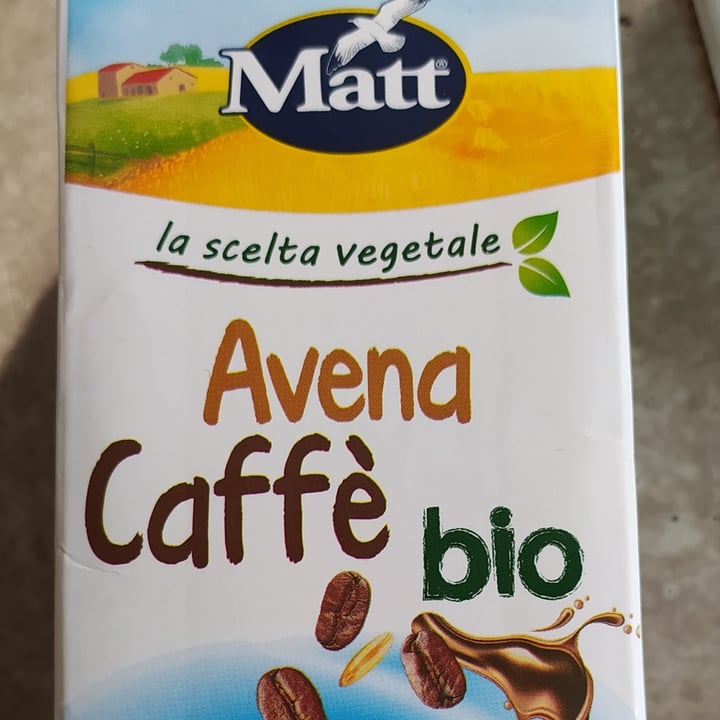 Matt®
la scelta vegetale
Avena
Caffè
bio